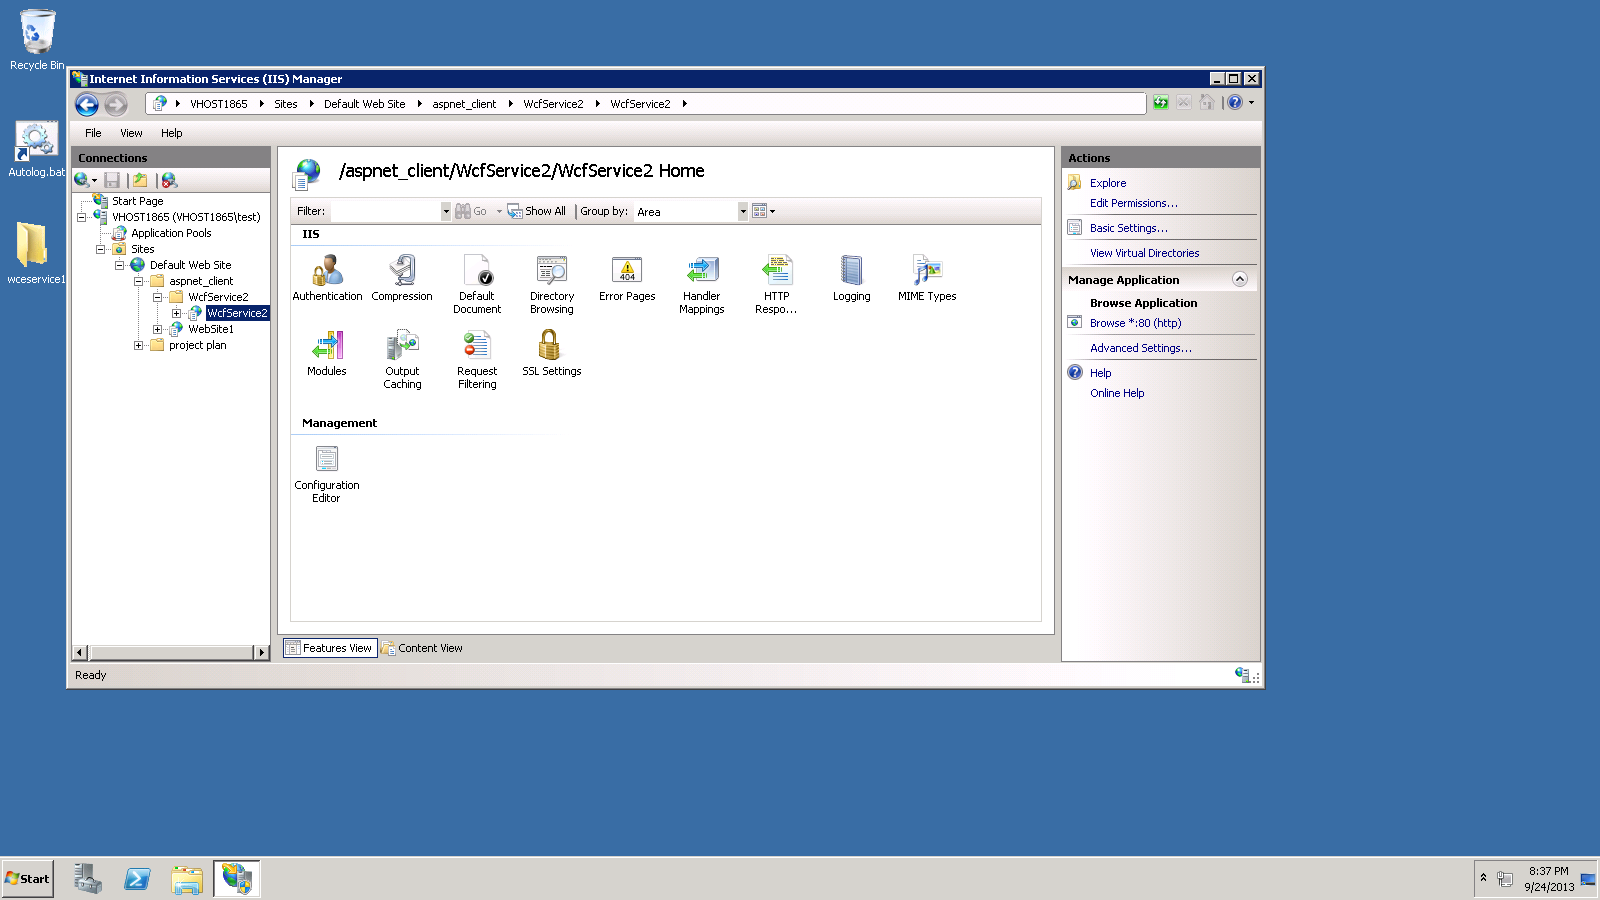 Recycle Bin
Autolog.bat
wceservice1
Internet Information Services (IIS) Manager
VHOST1865 Sites Default Web Site aspnet_client WcfService2 WcfService2
File View Help
Connections
Start Page
VHOST1865 (VHOST1865\test)
Application Pools
Sites
Default Web Site
aspnet_client
WcfService2
WcfService2
WebSite1
project plan
/aspnet_client/WcfService2/WcfService2 Home
Filter: Go Show All Group by: Area
IIS
Authentication
Compression
Default
Document
Directory
Browsing
Error Pages
404
Handler
Mappings
HTTP
Respo...
Logging
MIME Types
Modules
Output
Caching
Request
Filtering
SSL Settings
Management
Configuration
Editor
Features View Content View
Actions
Explore
Edit Permissions...
Basic Settings...
View Virtual Directories
Manage Application
Browse Application
Browse *:80 (http)
Advanced Settings...
Help
Online Help
Ready
Start
8:37 PM
9/24/2013